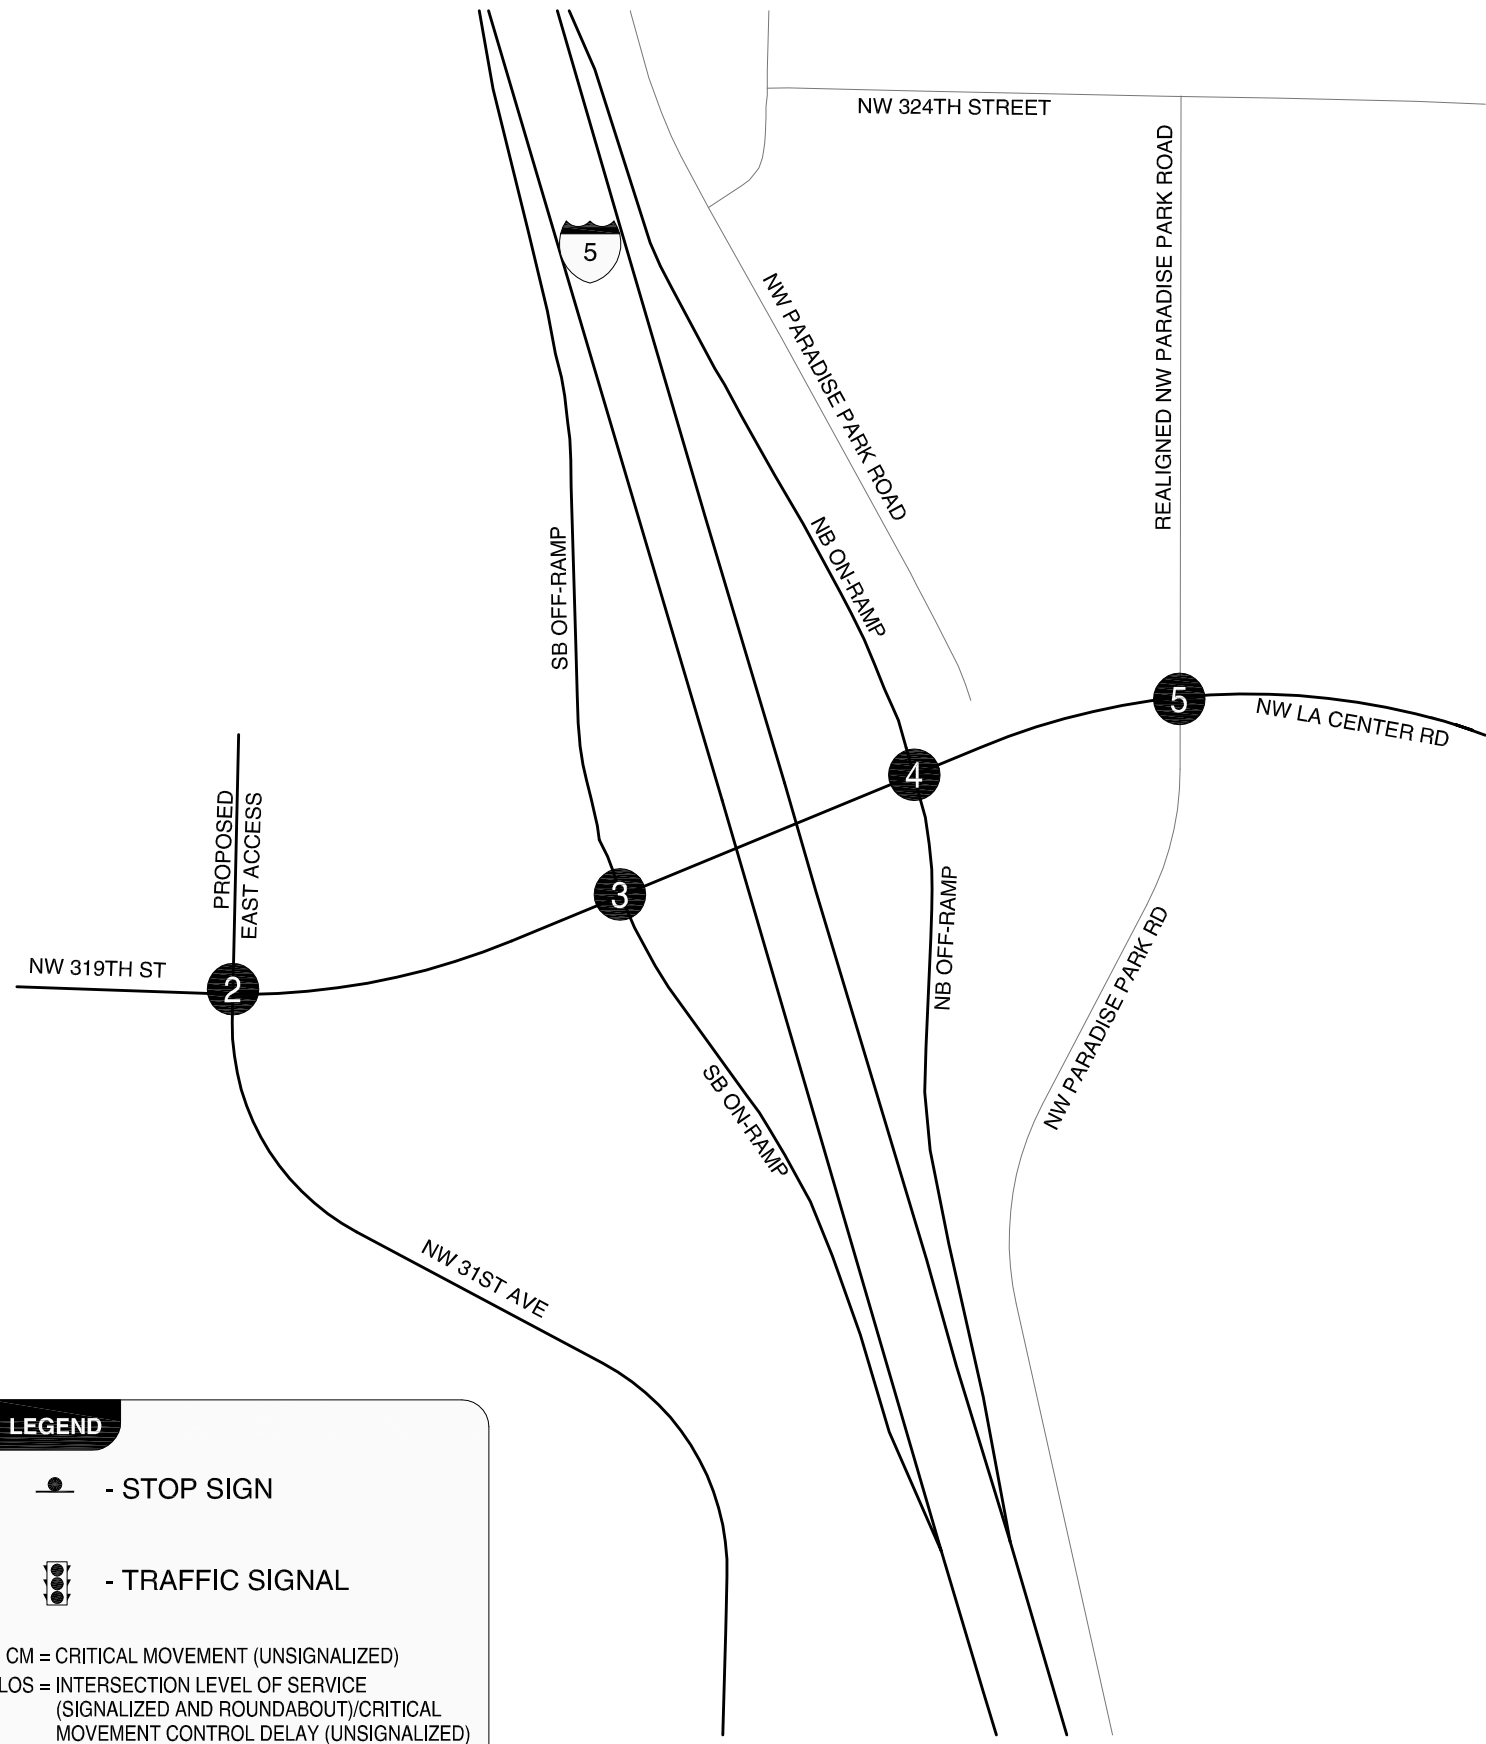 NW 324TH STREET
REALIGNED NW PARADISE PARK ROAD
5
NW PARADISE PARK ROAD
NB ON-RAMP
SB OFF-RAMP
5
NW LA CENTER RD
4
PROPOSED
EAST ACCESS
3
NB OFF-RAMP
NW PARADISE PARK RD
NW 319TH ST
2
SB ON-RAMP
NW 31ST AVE
LEGEND
- STOP SIGN
- TRAFFIC SIGNAL
CM = CRITICAL MOVEMENT (UNSIGNALIZED)
LOS = INTERSECTION LEVEL OF SERVICE
(SIGNALIZED AND ROUNDABOUT)/CRITICAL
MOVEMENT CONTROL DELAY (UNSIGNALIZED)